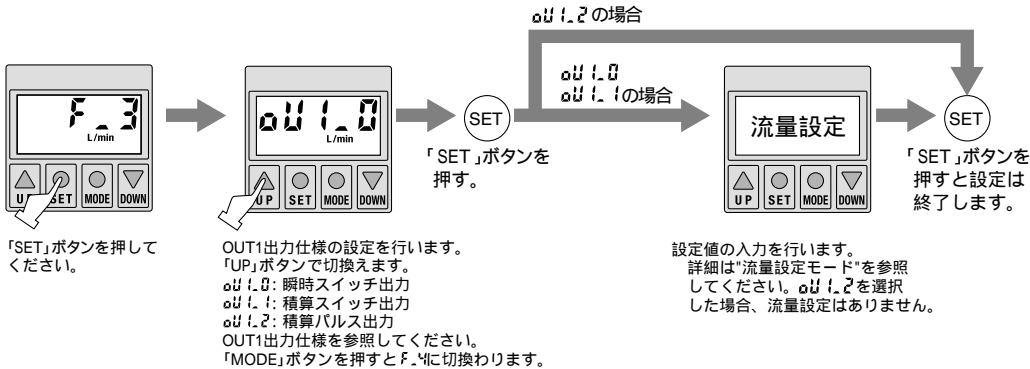 oU1_2の場合
oU1_0
oU1_1の場合
F_3
L/min
UP SET MODE DOWN
「SET」ボタンを押して
ください。
oU1_0
L/min
UP SET MODE DOWN
OUT1出力仕様の設定を行います。
「UP」ボタンで切換えます。
oU1_0: 瞬時スイッチ出力
oU1_1: 積算スイッチ出力
oU1_2: 積算パルス出力
OUT1出力仕様を参照してください。
「MODE」ボタンを押すとF_4に切換わります。
SET
「SET」ボタンを
押す。
流量設定
UP SET MODE DOWN
設定値の入力を行います。
詳細は"流量設定モード"を参照
してください。oU1_2を選択
した場合、流量設定はありません。
SET
「SET」ボタンを
押すと設定は
終了します。